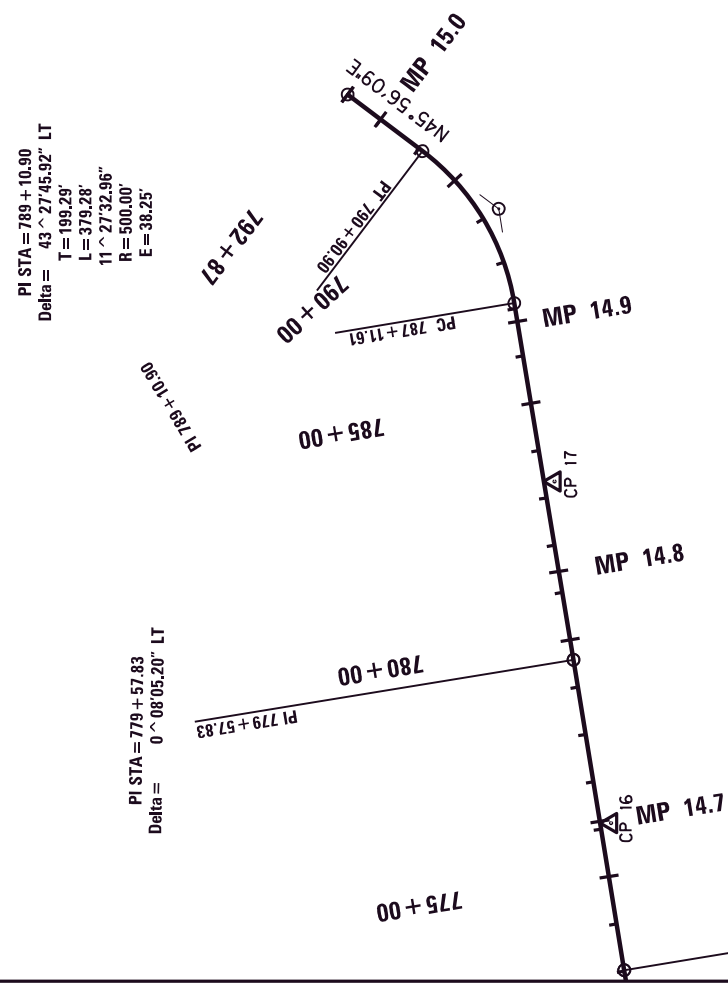 MP 15.0
N45°56'09"E
PI STA = 789 + 10.90
Delta = 43 ^ 27'45.92" LT
T = 199.29'
L = 379.28'
11 ^ 27'32.96"
R = 500.00'
E = 38.25'
792 + 87
PT 790 + 90.90
790 + 00
PC 787 + 11.61
MP 14.9
PI 789 + 10.90
785 + 00
CP 17
MP 14.8
PI STA = 779 + 57.83
Delta = 0 ^ 08'05.20" LT
780 + 00
PI 779 + 57.83
CP 16
MP 14.7
775 + 00